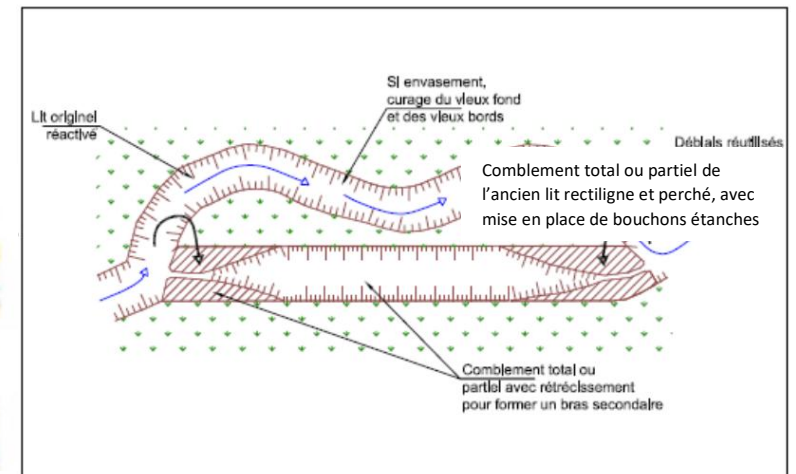 Si envasement,
curage du vieux fond
et des vieux bords
Lit originel
réactivé
Déblais réutilisés
Comblement total ou partiel de
l’ancien lit rectiligne et perché, avec
mise en place de bouchons étanches
Comblement total ou
partiel avec rétrécissement
pour former un bras secondaire